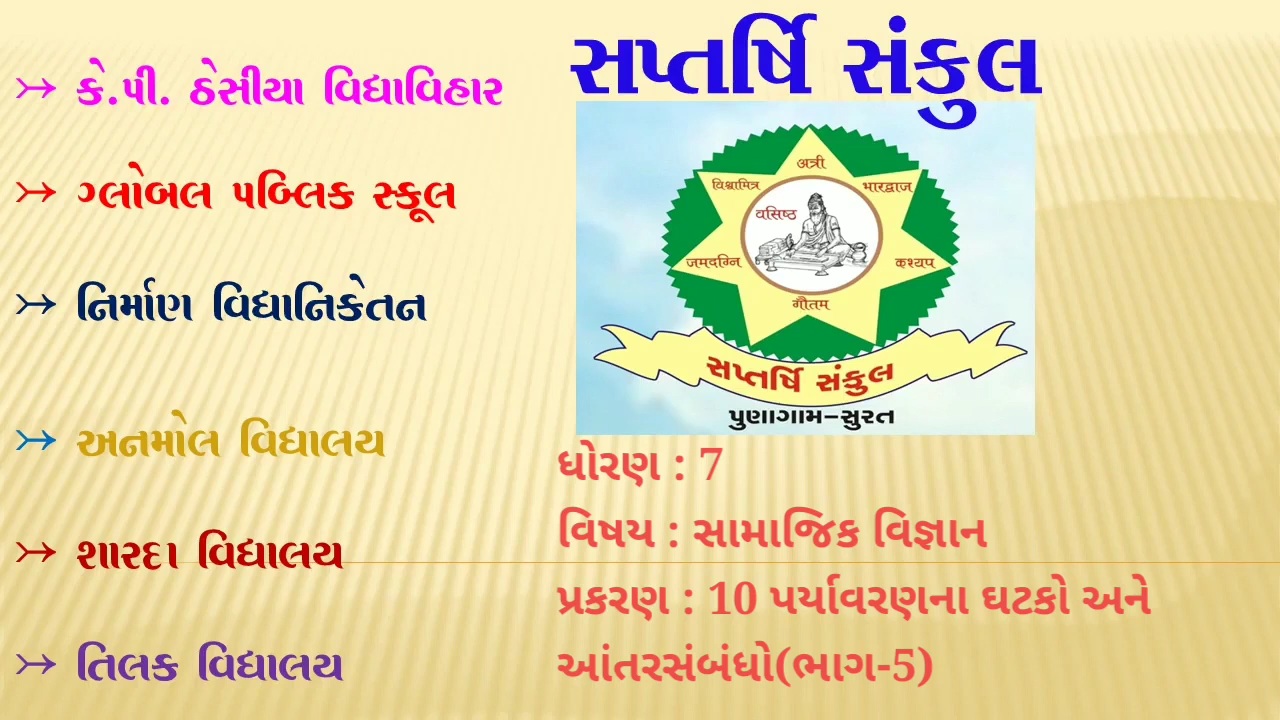 સપ્તર્ષિ સંકુલ
કે.પી. ઠેસીયા વિદ્યાવિહાર
ગ્લોબલ પબ્લિક સ્કૂલ
નિર્માણ વિદ્યાનિકેતન
અનમોલ વિદ્યાલય
શારદા વિદ્યાલય
તિલક વિદ્યાલય
अत्री
विश्वामित्र
भारद्वाज
वसिष्ठ
जमदग्नि
कश्यप
गौतम
સપ્તર્ષિ સંકુલ
પુણાગામ-સુરત
ધોરણ : 7
વિષય : સામાજિક વિજ્ઞાન
પ્રકરણ : 10 પર્યાવરણના ઘટકો અને
આંતરસંબંધો(ભાગ-5)